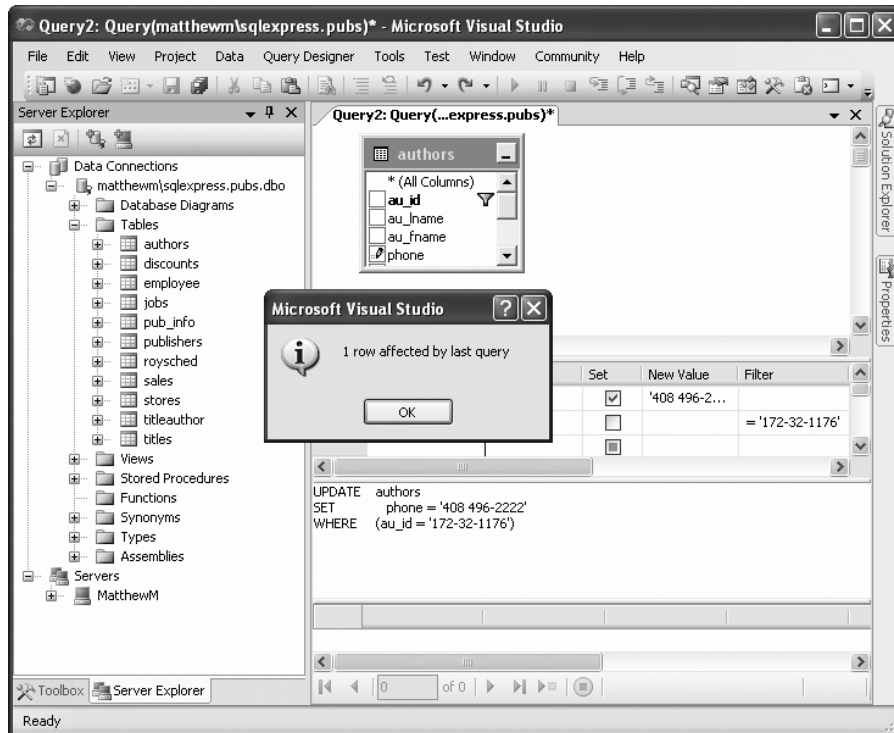 Query2: Query(matthewm\sqlexpress.pubs)* - Microsoft Visual Studio
File Edit View Project Data Query Designer Tools Test Window Community Help
Server Explorer
Data Connections
matthewm\sqlexpress.pubs.dbo
Database Diagrams
Tables
authors
discounts
employee
jobs
pub_info
publishers
roysched
sales
stores
titleauthor
titles
Views
Stored Procedures
Functions
Synonyms
Types
Assemblies
Servers
MatthewM
Toolbox Server Explorer
Query2: Query(...express.pubs)*
authors
* (All Columns)
au_id
au_lname
au_fname
phone
Microsoft Visual Studio
1 row affected by last query
OK
Set New Value Filter
'408 496-2...
= '172-32-1176'
UPDATE authors
SET phone = '408 496-2222'
WHERE (au_id = '172-32-1176')
0 of 0
Solution Explorer
Properties
Ready